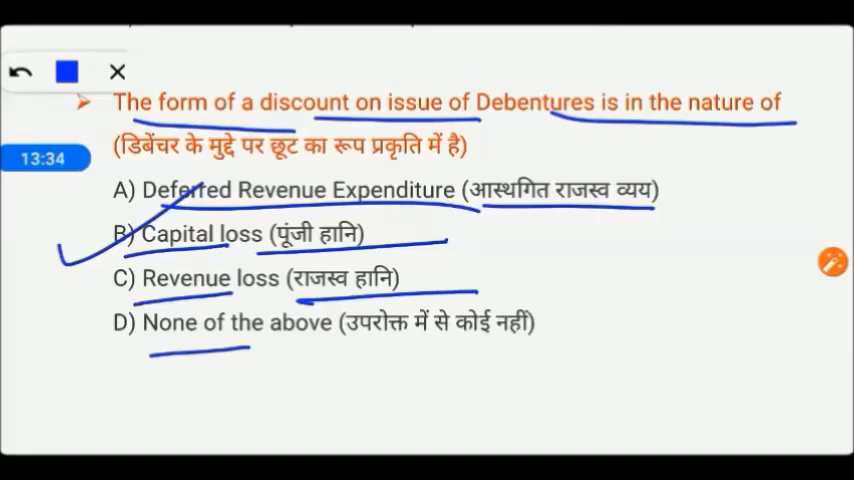 ➤ The form of a discount on issue of Debentures is in the nature of
(डिबेंचर के मुद्दे पर छूट का रूप प्रकृति में है)
13:34
A) Deferred Revenue Expenditure (आस्थगित राजस्व व्यय)
B) Capital loss (पूंजी हानि)
C) Revenue loss (राजस्व हानि)
D) None of the above (उपरोक्त में से कोई नहीं)